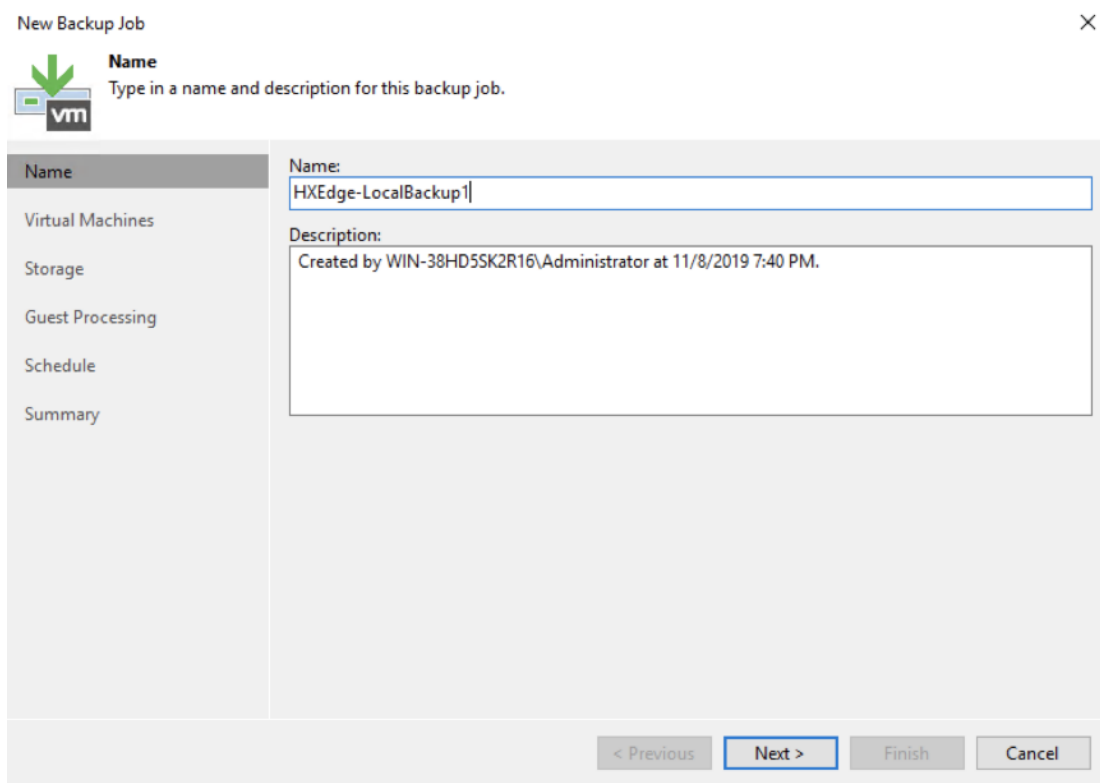 New Backup Job
Name
Type in a name and description for this backup job.
vm
Name
Virtual Machines
Storage
Guest Processing
Schedule
Summary
Name:
HXEdge-LocalBackup1
Description:
Created by WIN-38HD5SK2R16\Administrator at 11/8/2019 7:40 PM.
< Previous
Next >
Finish
Cancel